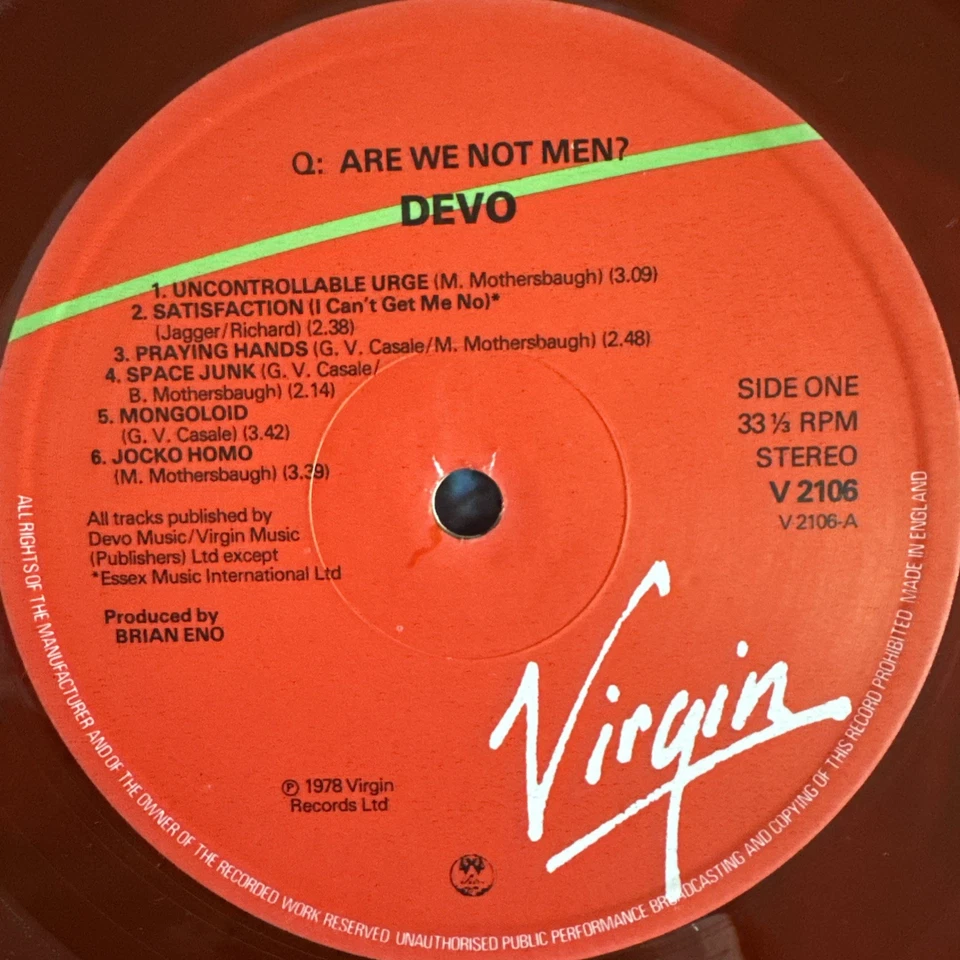 Q: ARE WE NOT MEN?
DEVO
1. UNCONTROLLABLE URGE (M. Mothersbaugh) (3.09)
2. SATISFACTION (I Can't Get Me No)*
(Jagger/Richard) (2.38)
3. PRAYING HANDS (G. V. Casale/M. Mothersbaugh) (2.48)
4. SPACE JUNK (G. V. Casale/
B. Mothersbaugh) (2.14)
5. MONGOLOID
(G. V. Casale) (3.42)
6. JOCKO HOMO
(M. Mothersbaugh) (3.39)
SIDE ONE
33 ⅓ RPM
STEREO
V 2106
V-2106-A
All tracks published by
Devo Music/Virgin Music
(Publishers) Ltd except
*Essex Music International Ltd
Produced by
BRIAN ENO
Virgin
℗ 1978 Virgin
Records Ltd
ALL RIGHTS OF THE MANUFACTURER AND OF THE OWNER OF THE RECORDED WORK RESERVED UNAUTHORISED PUBLIC PERFORMANCE BROADCASTING AND COPYING OF THIS RECORD PROHIBITED MADE IN ENGLAND